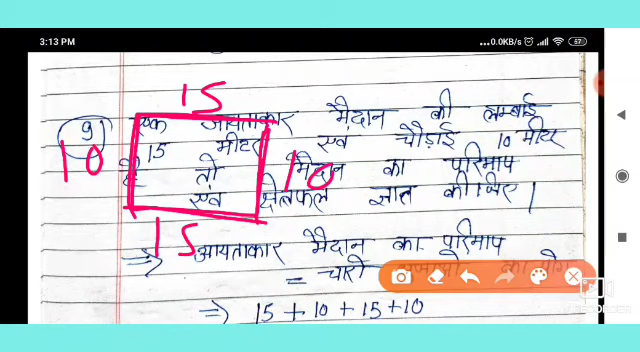 3:13 PM ...0.0KB/s 57
15
9) एक आयताकार मैदान की लम्बाई
15 मीटर एवं चौड़ाई 10 मीटर
10 है तो मैदान का परिमाप 10
एवं क्षेत्रफल ज्ञात कीजिए |
15
⇒ आयताकार मैदान का परिमाप
= चारो का योग
⇒ 15 + 10 + 15 + 10